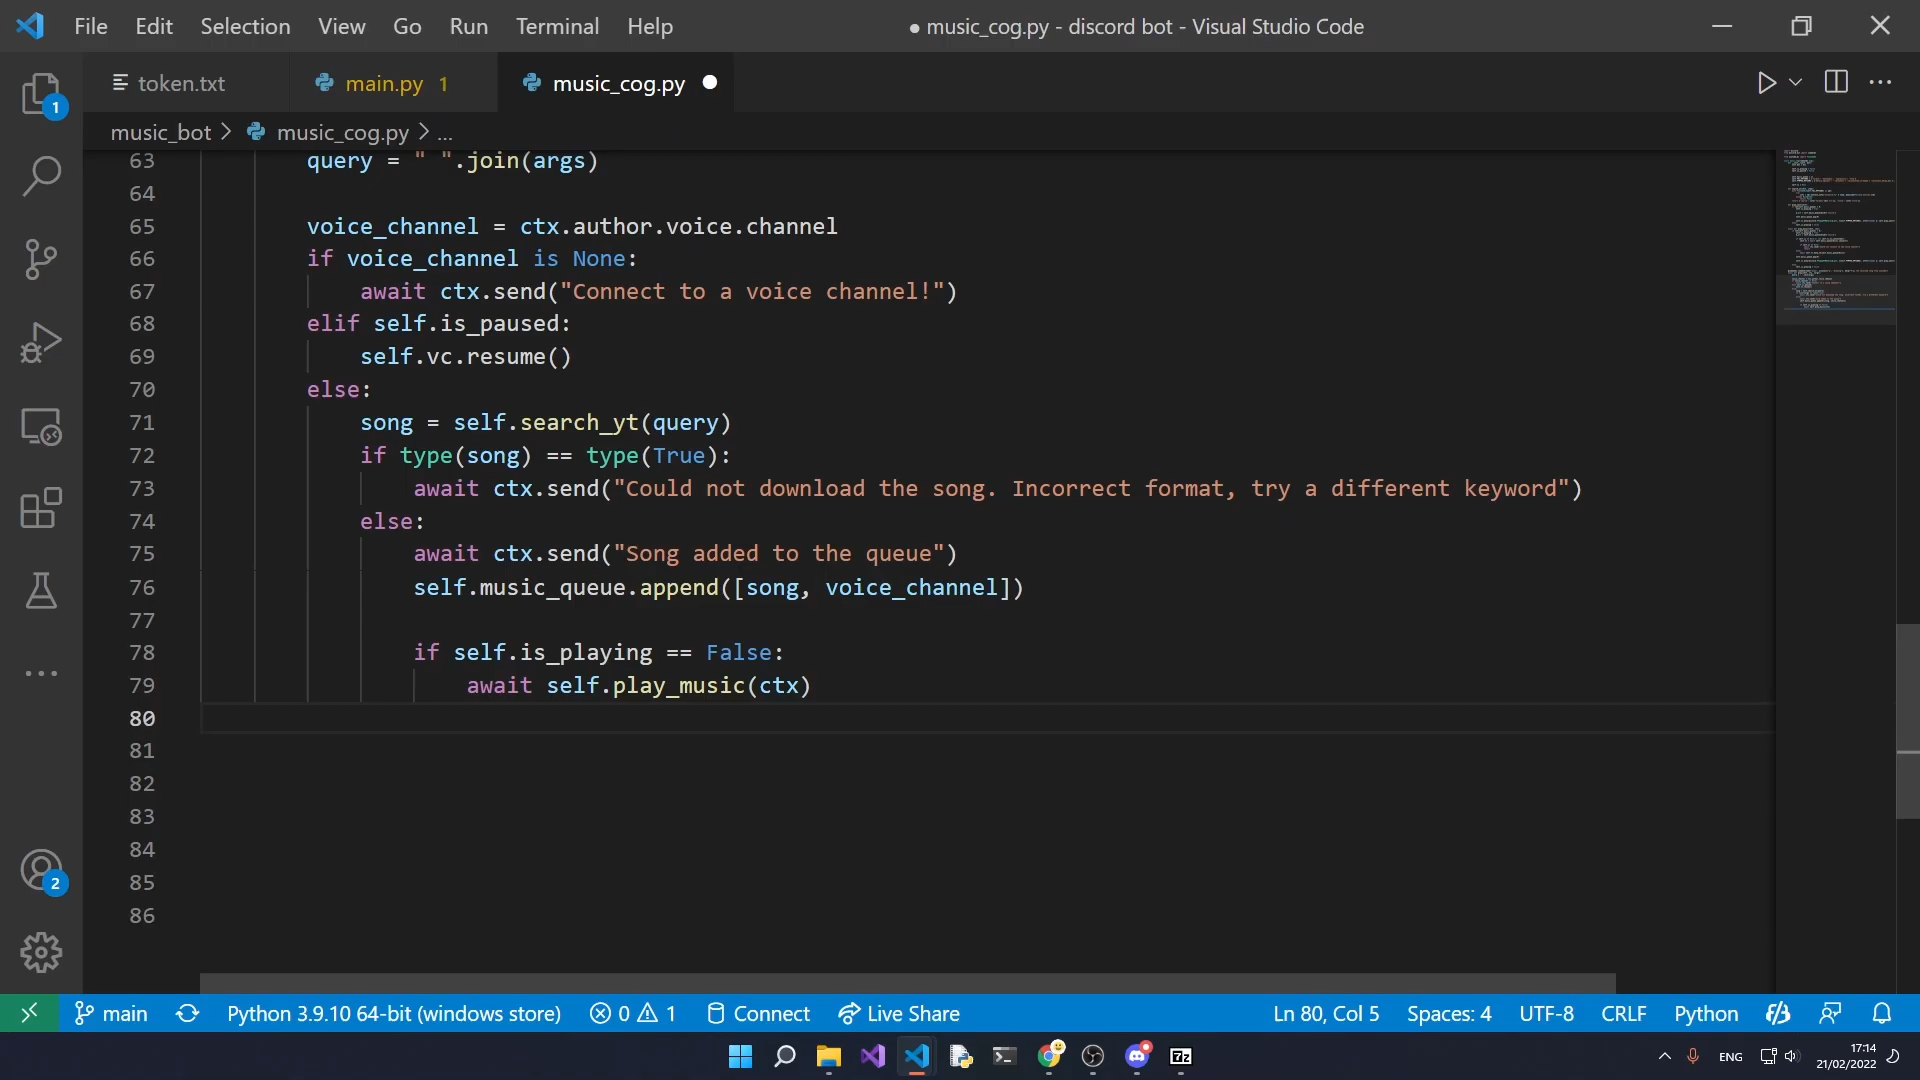 File Edit Selection View Go Run Terminal Help
● music_cog.py - discord bot - Visual Studio Code
token.txt
main.py 1
music_cog.py
music_bot > music_cog.py > ...
63 query = " ".join(args)
64
65 voice_channel = ctx.author.voice.channel
66 if voice_channel is None:
67 await ctx.send("Connect to a voice channel!")
68 elif self.is_paused:
69 self.vc.resume()
70 else:
71 song = self.search_yt(query)
72 if type(song) == type(True):
73 await ctx.send("Could not download the song. Incorrect format, try a different keyword")
74 else:
75 await ctx.send("Song added to the queue")
76 self.music_queue.append([song, voice_channel])
77
78 if self.is_playing == False:
79 await self.play_music(ctx)
80
81
82
83
84
85
86
1
2
main Python 3.9.10 64-bit (windows store) 0 1 Connect Live Share Ln 80, Col 5 Spaces: 4 UTF-8 CRLF Python
7z
ENG
17:14
21/02/2022